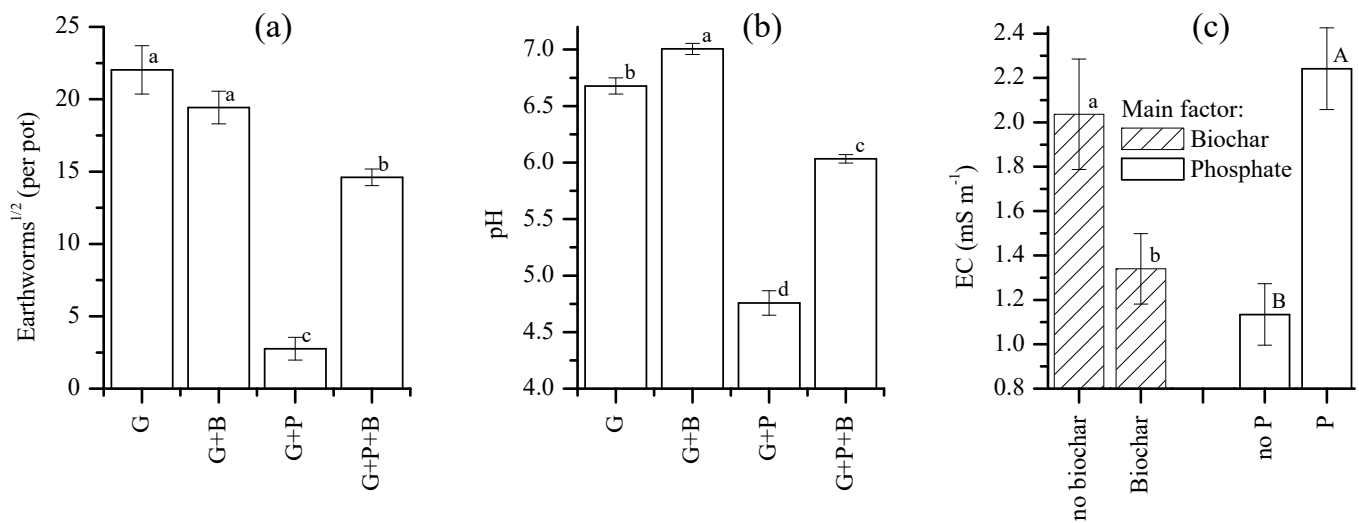 (a)
25
20
15
10
5
0
Earthworms^1/2 (per pot)
a
a
c
b
G
G+B
G+P
G+P+B
(b)
7.0
6.5
6.0
5.5
5.0
4.5
4.0
pH
b
a
d
c
G
G+B
G+P
G+P+B
(c)
2.4
2.2
2.0
1.8
1.6
1.4
1.2
1.0
0.8
EC (mS m^-1)
Main factor:
Biochar
Phosphate
a
b
B
A
no biochar
Biochar
no P
P